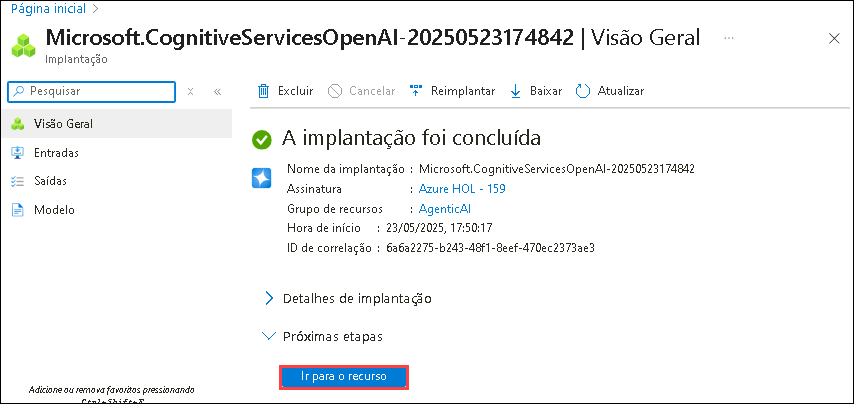 Página inicial >
Microsoft.CognitiveServicesOpenAI-20250523174842 | Visão Geral ...
Implantação
Pesquisar
Excluir Cancelar Reimplantar Baixar Atualizar
Visão Geral
Entradas
Saídas
Modelo
A implantação foi concluída
Nome da implantação : Microsoft.CognitiveServicesOpenAI-20250523174842
Assinatura : Azure HOL - 159
Grupo de recursos : AgenticAI
Hora de início : 23/05/2025, 17:50:17
ID de correlação : 6a6a2275-b243-48f1-8eef-470ec2373ae3
Detalhes de implantação
Próximas etapas
Ir para o recurso
Adicione ou remova favoritos pressionando